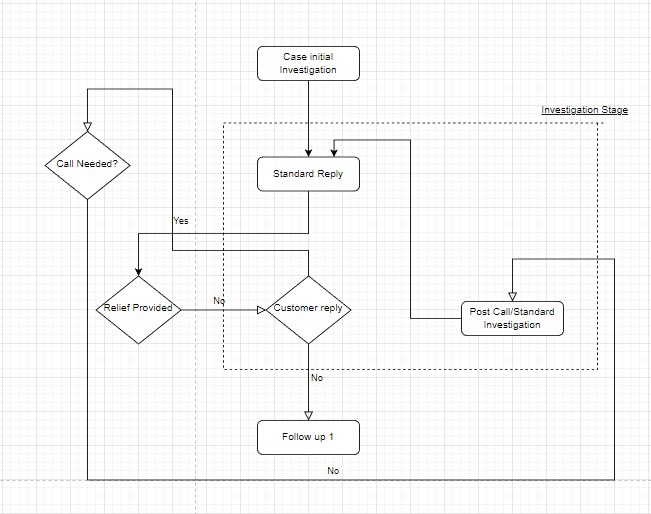 Case initial
Investigation
Investigation Stage
Call Needed?
Standard Reply
Yes
Relief Provided
No
Customer reply
Post Call/Standard
Investigation
No
Follow up 1
No